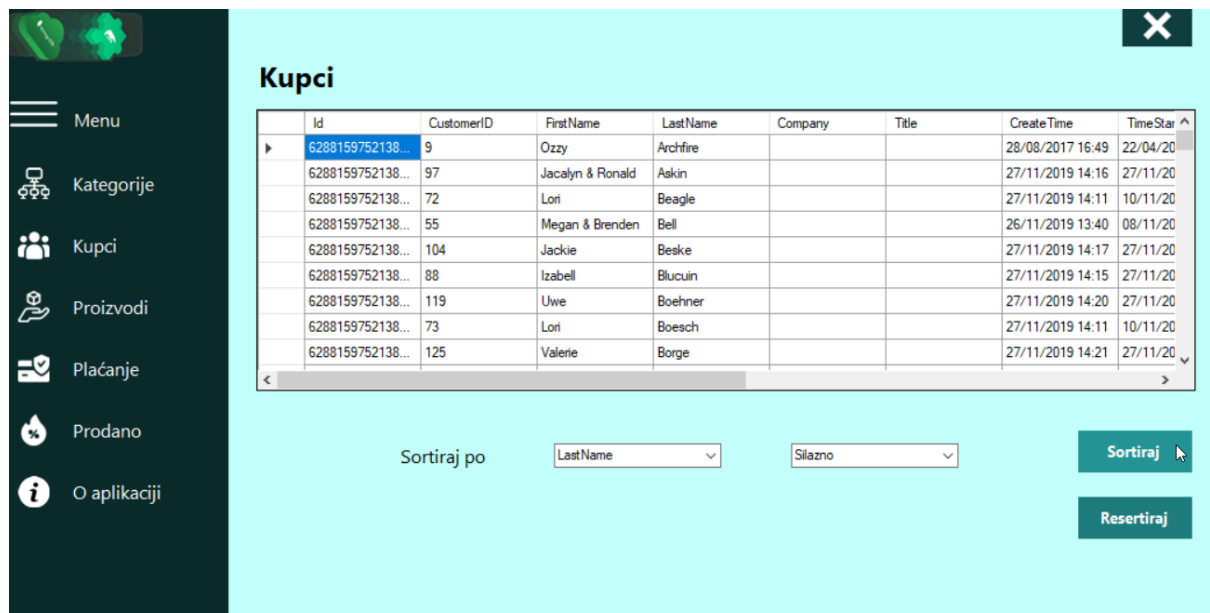 Kupci
Menu
Kategorije
Kupci
Proizvodi
Plaćanje
Prodano
O aplikaciji
Id CustomerID FirstName LastName Company Title CreateTime TimeStar
6288159752138... 9 Ozzy Archfire 28/08/2017 16:49 22/04/20
6288159752138... 97 Jacalyn & Ronald Askin 27/11/2019 14:16 27/11/20
6288159752138... 72 Lori Beagle 27/11/2019 14:11 10/11/20
6288159752138... 55 Megan & Brenden Bell 26/11/2019 13:40 08/11/20
6288159752138... 104 Jackie Beske 27/11/2019 14:17 27/11/20
6288159752138... 88 Izabell Blucuin 27/11/2019 14:15 27/11/20
6288159752138... 119 Uwe Boehner 27/11/2019 14:20 27/11/20
6288159752138... 73 Lori Boesch 27/11/2019 14:11 10/11/20
6288159752138... 125 Valerie Borge 27/11/2019 14:21 27/11/20
Sortiraj po LastName Silazno Sortiraj
Resertiraj